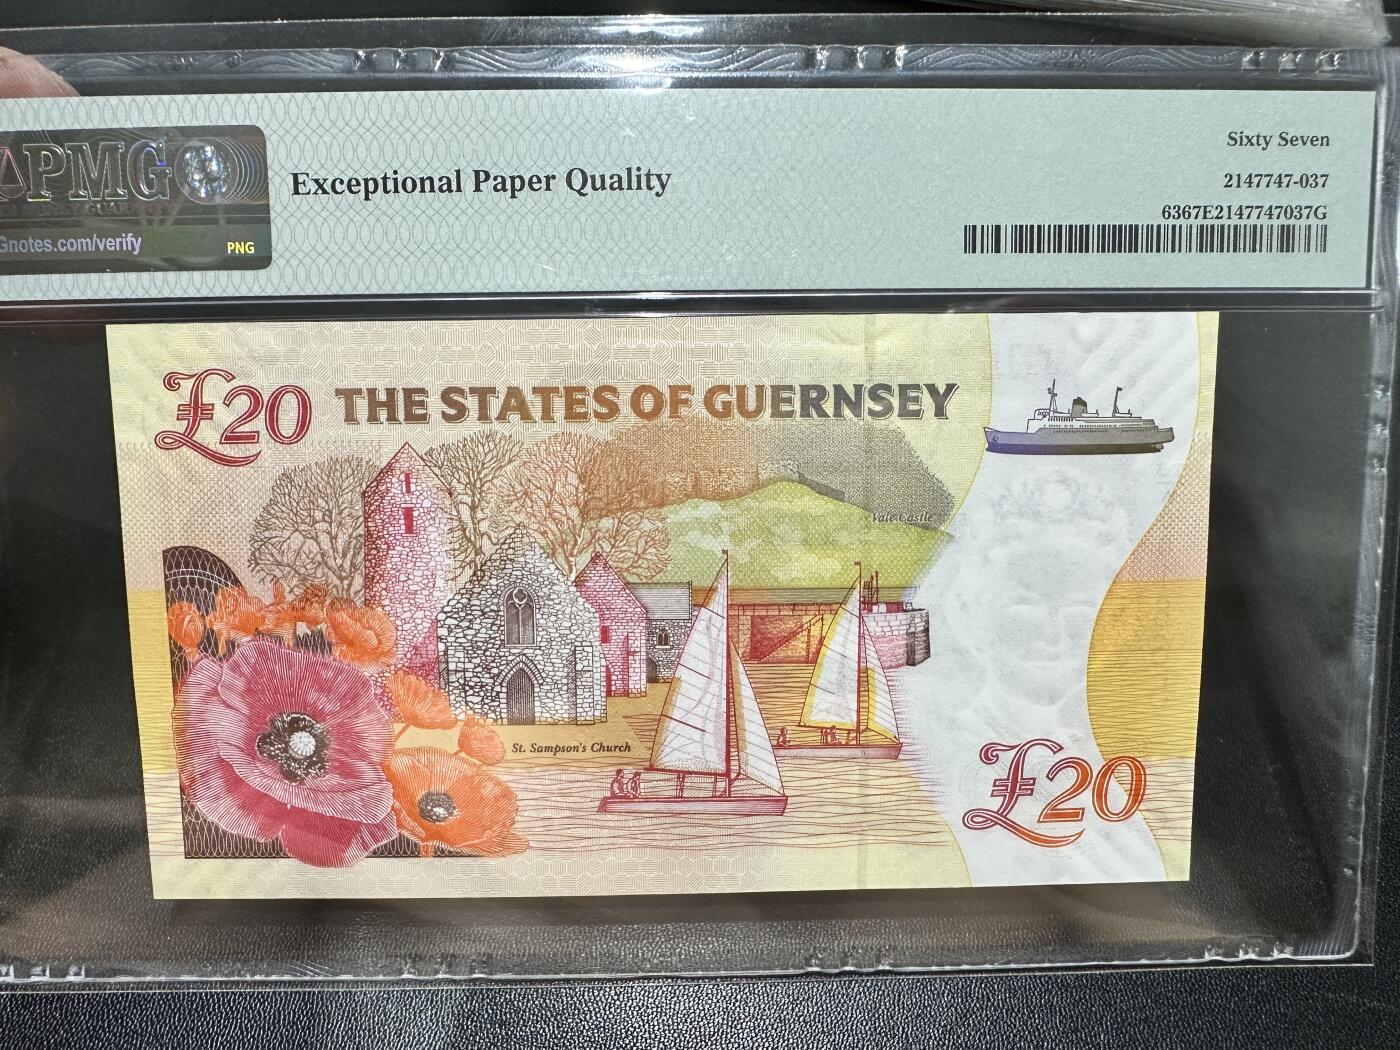 PMG
Exceptional Paper Quality
Sixty Seven
2147747-037
6367E2147747037G
Gnotes.com/verify
PNG
£20 THE STATES OF GUERNSEY
Vale Castle
St. Sampson's Church
£20